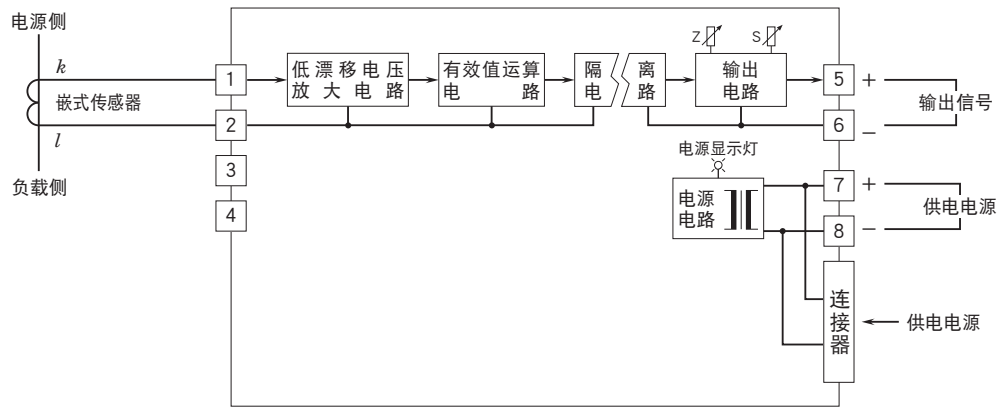 电源侧
k
嵌式传感器
l
负载侧
1
2
3
4
低漂移电压
放大电路
有效值运算
电路
隔离
电路
Z
S
输出
电路
5
+
6
−
输出信号
电源显示灯
电源
电路
7
+
8
−
供电电源
连接器
供电电源